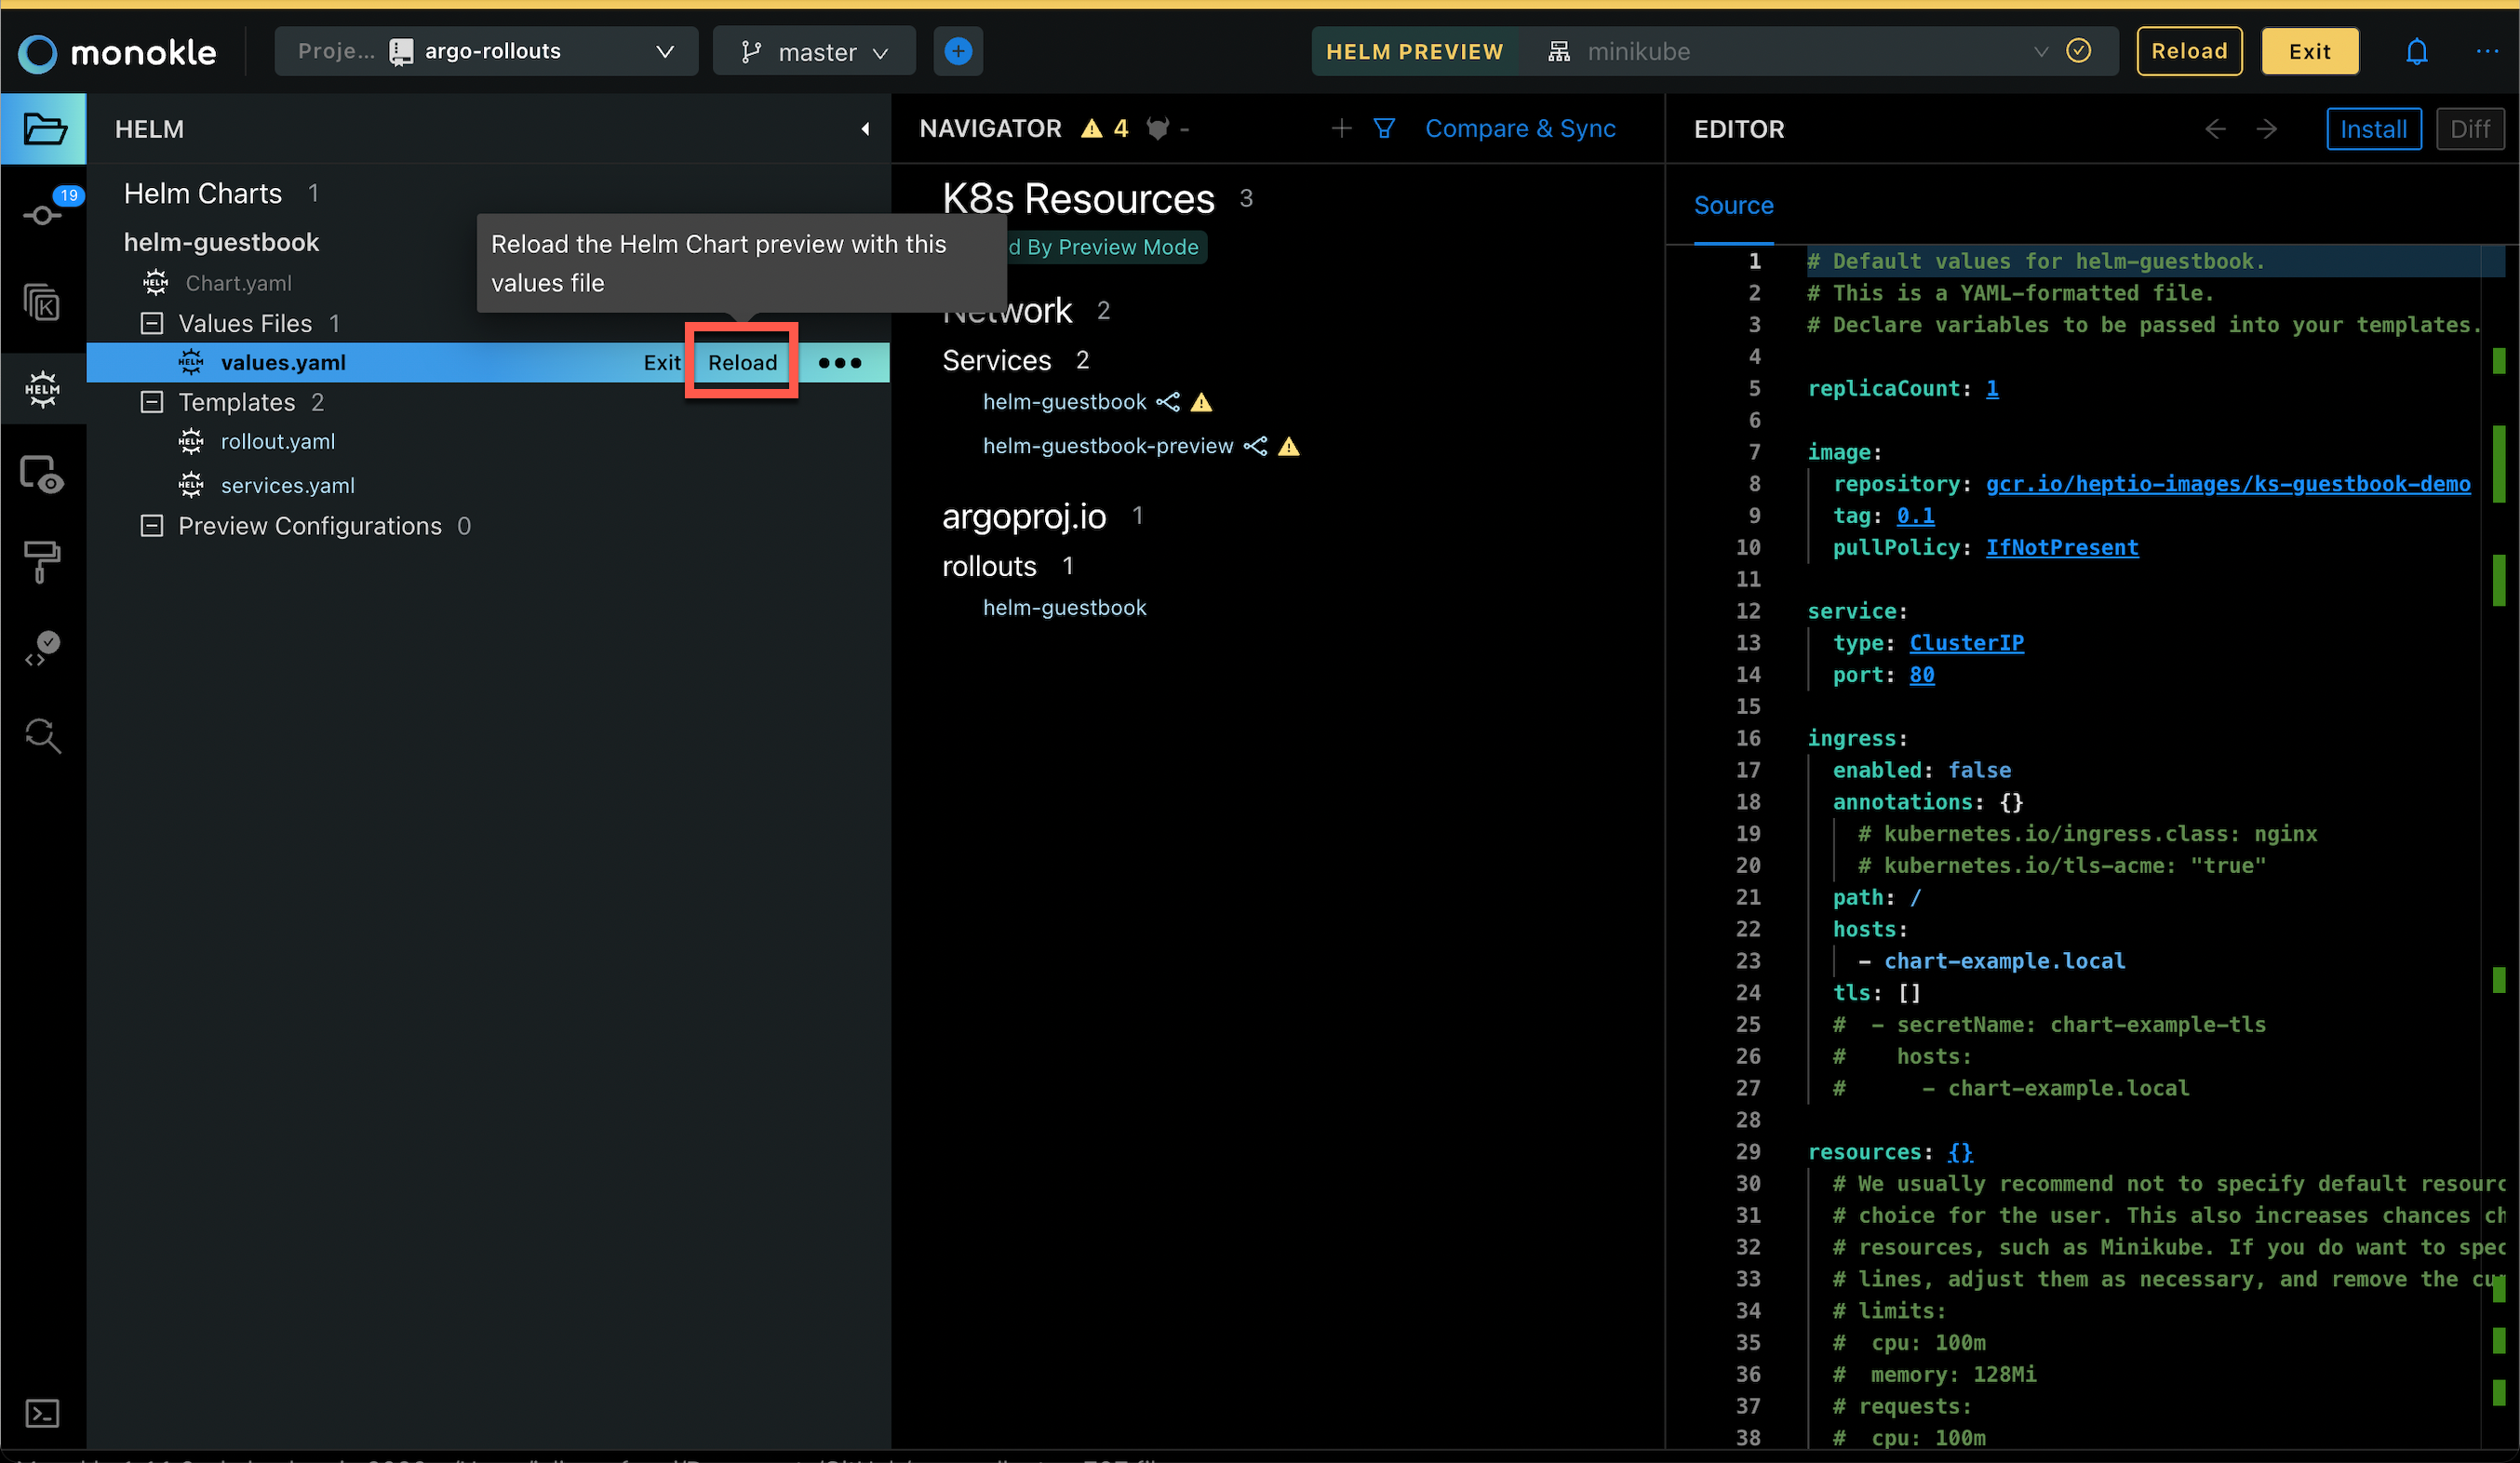 monokle
Proje... argo-rollouts
master
HELM PREVIEW minikube
Reload
Exit
HELM
19
Helm Charts 1
helm-guestbook
HELM Chart.yaml
Values Files 1
HELM values.yaml Exit Reload
HELM
Templates 2
HELM rollout.yaml
HELM services.yaml
Preview Configurations 0
Reload the Helm Chart preview with this
values file
NAVIGATOR 4 - Compare & Sync
K8s Resources 3
d By Preview Mode
Network 2
Services 2
helm-guestbook
helm-guestbook-preview
argoproj.io 1
rollouts 1
helm-guestbook
EDITOR Install Diff
Source
1 # Default values for helm-guestbook.
2 # This is a YAML-formatted file.
3 # Declare variables to be passed into your templates.
4
5 replicaCount: 1
6
7 image:
8 repository: gcr.io/heptio-images/ks-guestbook-demo
9 tag: 0.1
10 pullPolicy: IfNotPresent
11
12 service:
13 type: ClusterIP
14 port: 80
15
16 ingress:
17 enabled: false
18 annotations: {}
19 # kubernetes.io/ingress.class: nginx
20 # kubernetes.io/tls-acme: "true"
21 path: /
22 hosts:
23 - chart-example.local
24 tls: []
25 # - secretName: chart-example-tls
26 # hosts:
27 # - chart-example.local
28
29 resources: {}
30 # We usually recommend not to specify default resourc
31 # choice for the user. This also increases chances ch
32 # resources, such as Minikube. If you do want to spec
33 # lines, adjust them as necessary, and remove the cu
34 # limits:
35 # cpu: 100m
36 # memory: 128Mi
37 # requests:
38 # cpu: 100m